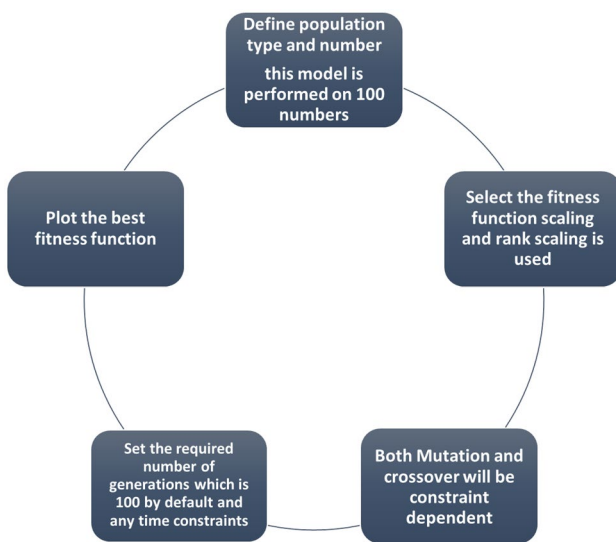 Define population
type and number
this model is
performed on 100
numbers
Select the fitness
function scaling
and rank scaling is
used
Both Mutation and
crossover will be
constraint
dependent
Set the required
number of
generations which is
100 by default and
any time constraints
Plot the best
fitness function